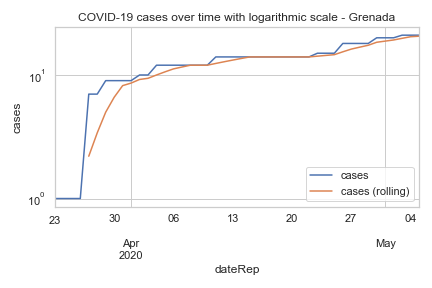 COVID-19 cases over time with logarithmic scale - Grenada
cases
10¹
10⁰
cases
cases (rolling)
23 30 06 13 20 27 04
Apr May
2020
dateRep